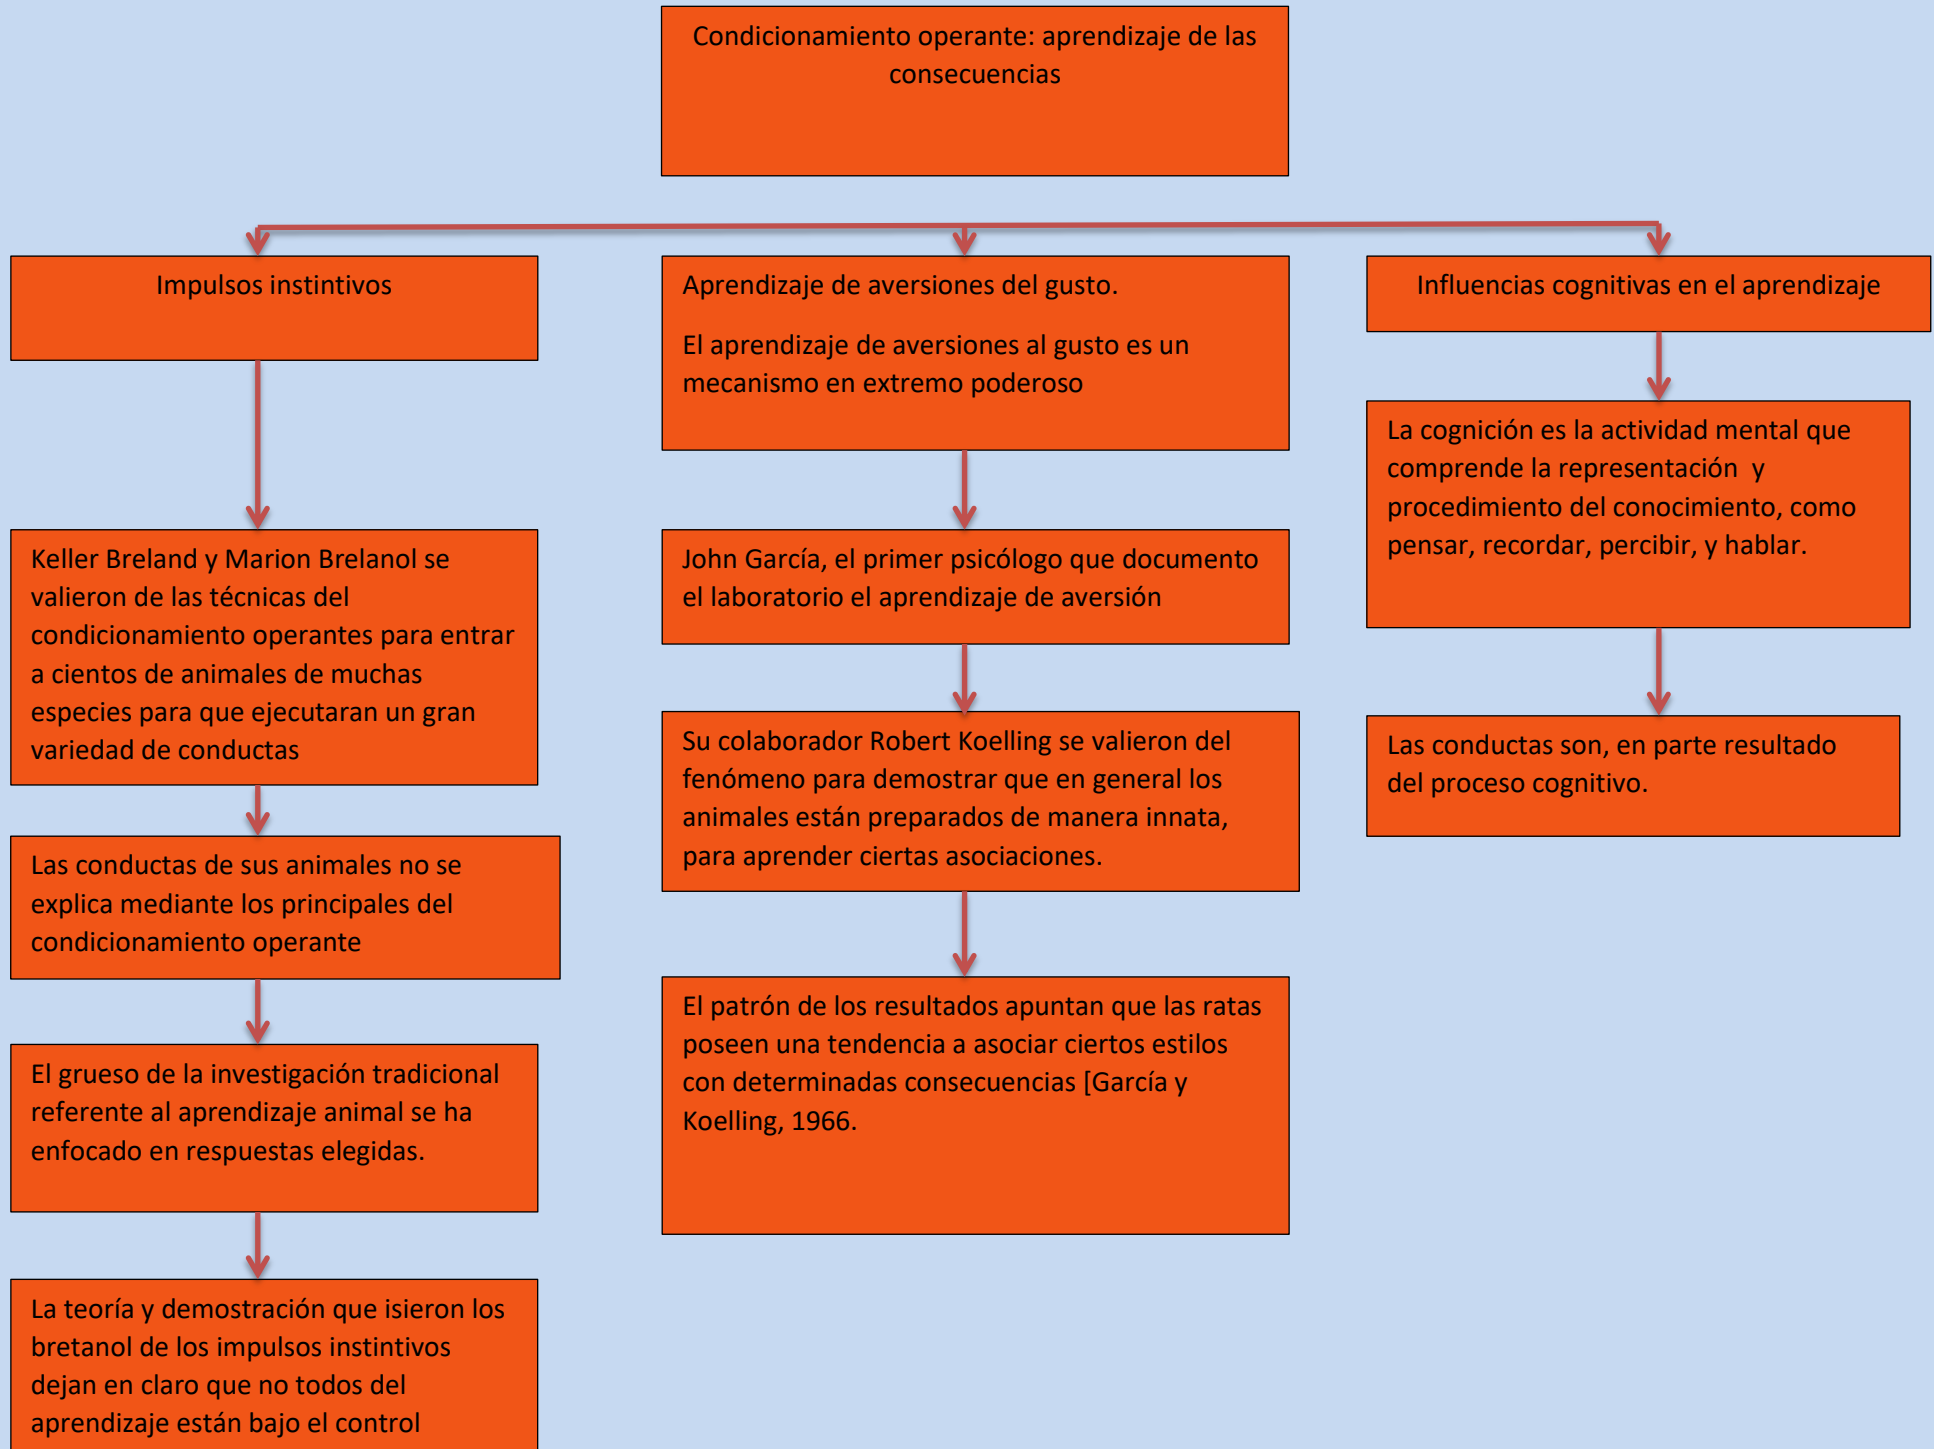 Condicionamiento operante: aprendizaje de las
consecuencias
Impulsos instintivos
Keller Breland y Marion Brelanol se
valieron de las técnicas del
condicionamiento operantes para entrar
a cientos de animales de muchas
especies para que ejecutaran un gran
variedad de conductas
Las conductas de sus animales no se
explica mediante los principales del
condicionamiento operante
El grueso de la investigación tradicional
referente al aprendizaje animal se ha
enfocado en respuestas elegidas.
La teoría y demostración que isieron los
bretanol de los impulsos instintivos
dejan en claro que no todos del
aprendizaje están bajo el control
Aprendizaje de aversiones del gusto.
El aprendizaje de aversiones al gusto es un
mecanismo en extremo poderoso
John García, el primer psicólogo que documento
el laboratorio el aprendizaje de aversión
Su colaborador Robert Koelling se valieron del
fenómeno para demostrar que en general los
animales están preparados de manera innata,
para aprender ciertas asociaciones.
El patrón de los resultados apuntan que las ratas
poseen una tendencia a asociar ciertos estilos
con determinadas consecuencias [García y
Koelling, 1966.
Influencias cognitivas en el aprendizaje
La cognición es la actividad mental que
comprende la representación  y
procedimiento del conocimiento, como
pensar, recordar, percibir, y hablar.
Las conductas son, en parte resultado
del proceso cognitivo.